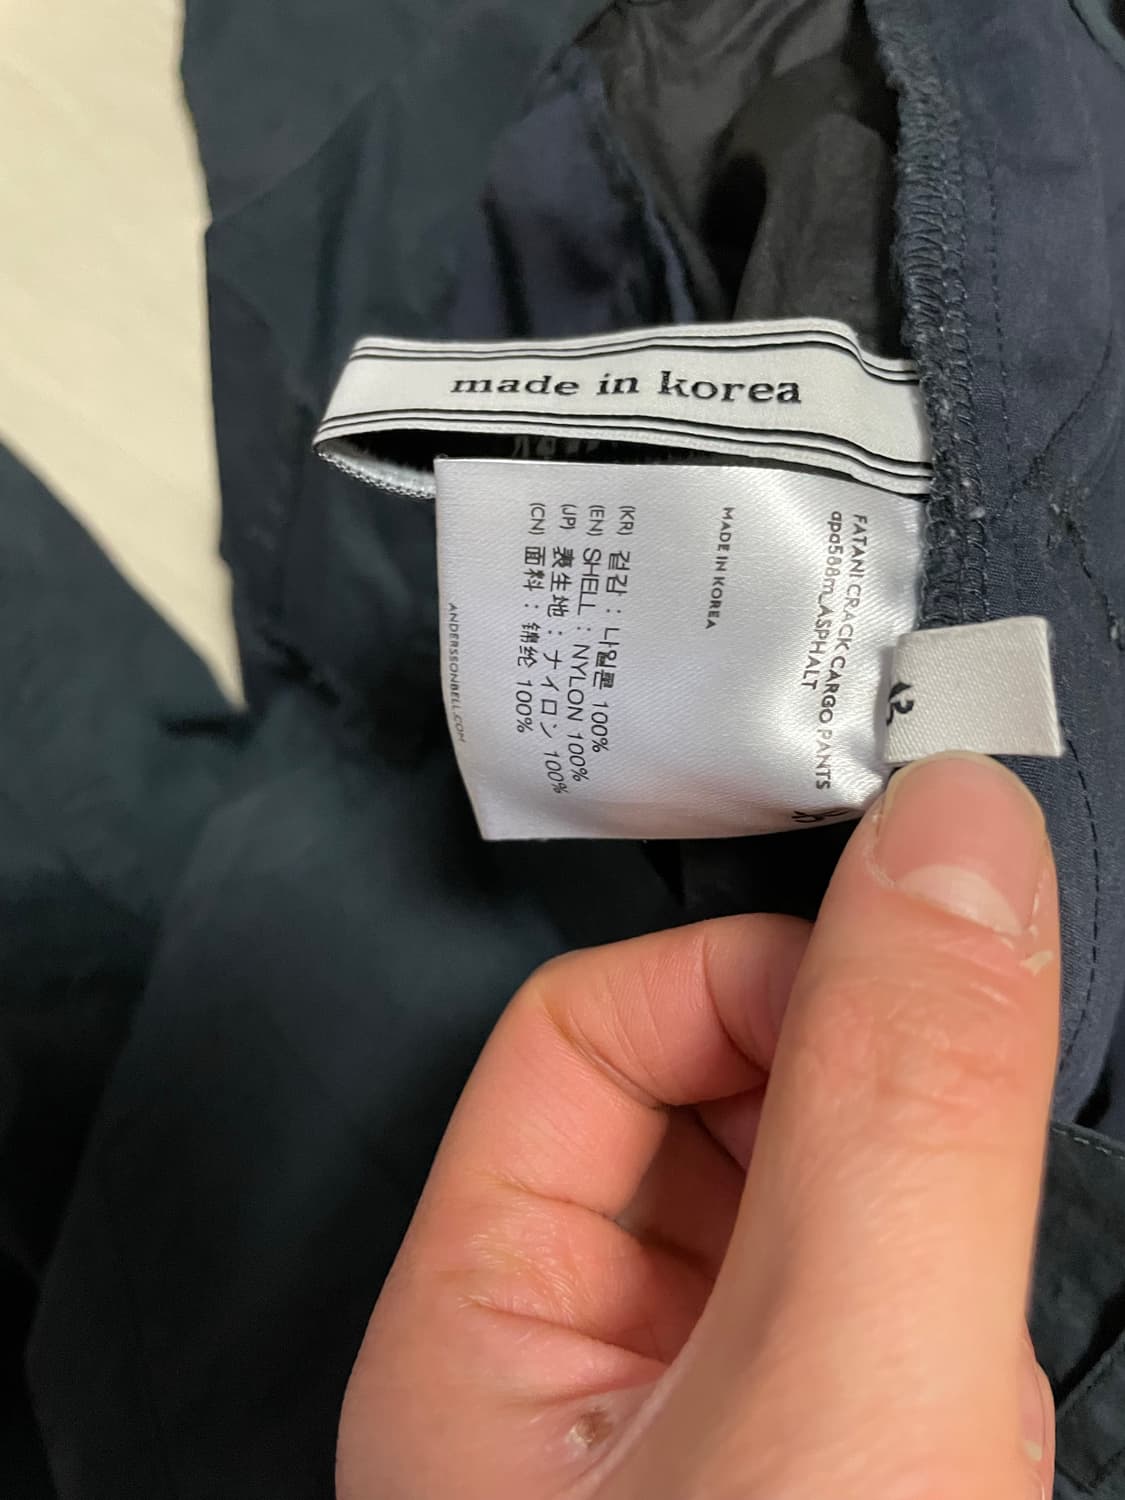 made in korea
FATANI CRACK CARGO PANTS
apa588m_ASPHALT
MADE IN KOREA
(KR) 겉감 : 나일론 100%
(EN) SHELL : NYLON 100%
(JP) 表生地 : ナイロン 100%
(CN) 面料 : 锦纶 100%
ANDERSSONBELL.COM